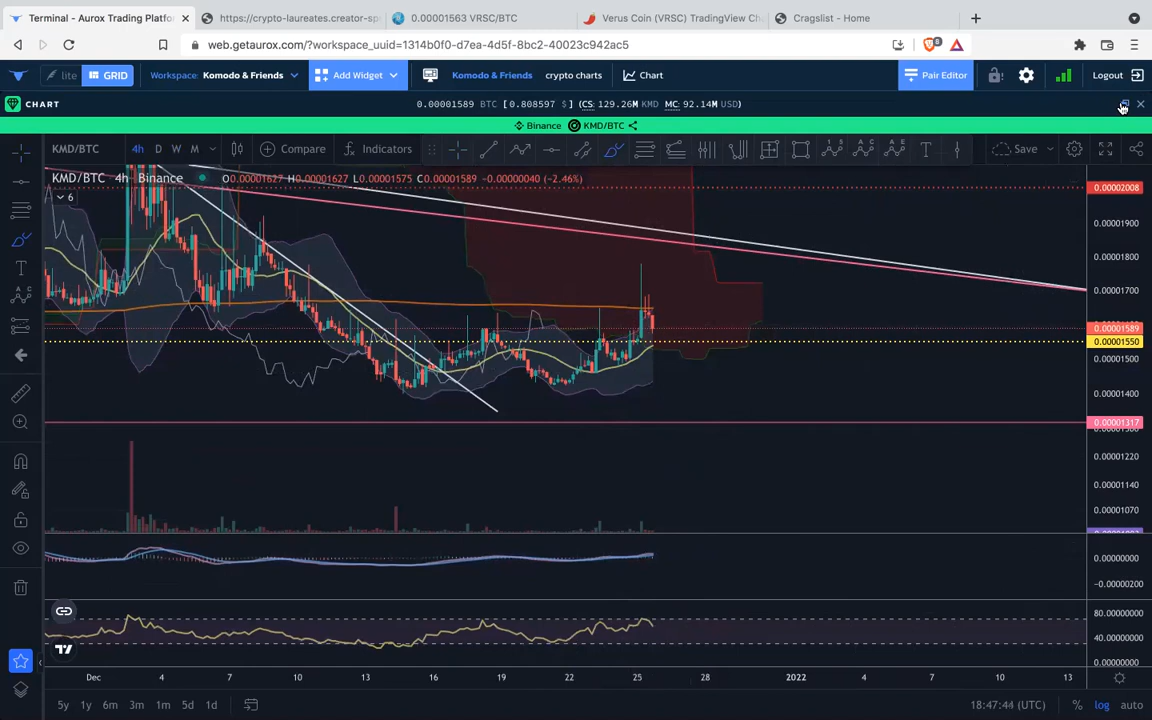 Terminal - Aurox Trading Platfo
https://crypto-laureates.creator-sp
0.00001563 VRSC/BTC
Verus Coin (VRSC) TradingView Ch
Cragslist - Home
web.getaurox.com/?workspace_uuid=1314b0f0-d7ea-4d5f-8bc2-40023c942ac5
lite GRID Workspace: Komodo & Friends Add Widget Komodo & Friends crypto charts Chart Pair Editor Logout
CHART 0.00001589 BTC [0.808597 $] (CS: 129.26M KMD MC: 92.14M USD)
Binance KMD/BTC
KMD/BTC 4h D W M Compare Indicators Save
KMD/BTC 4h Binance O0.00001627 H0.00001627 L0.00001575 C0.00001589 -0.00000040 (-2.46%)
6
0.00002008
0.00001900
0.00001800
0.00001700
0.00001589
0.00001550
0.00001500
0.00001400
0.00001317
0.00001220
0.00001140
0.00001070
0.00000000
-0.00000200
80.00000000
40.00000000
0.00000000
Dec 4 7 10 13 16 19 22 25 28 2022 4 7 10 13
5y 1y 6m 3m 1m 5d 1d 18:47:44 (UTC) % log auto